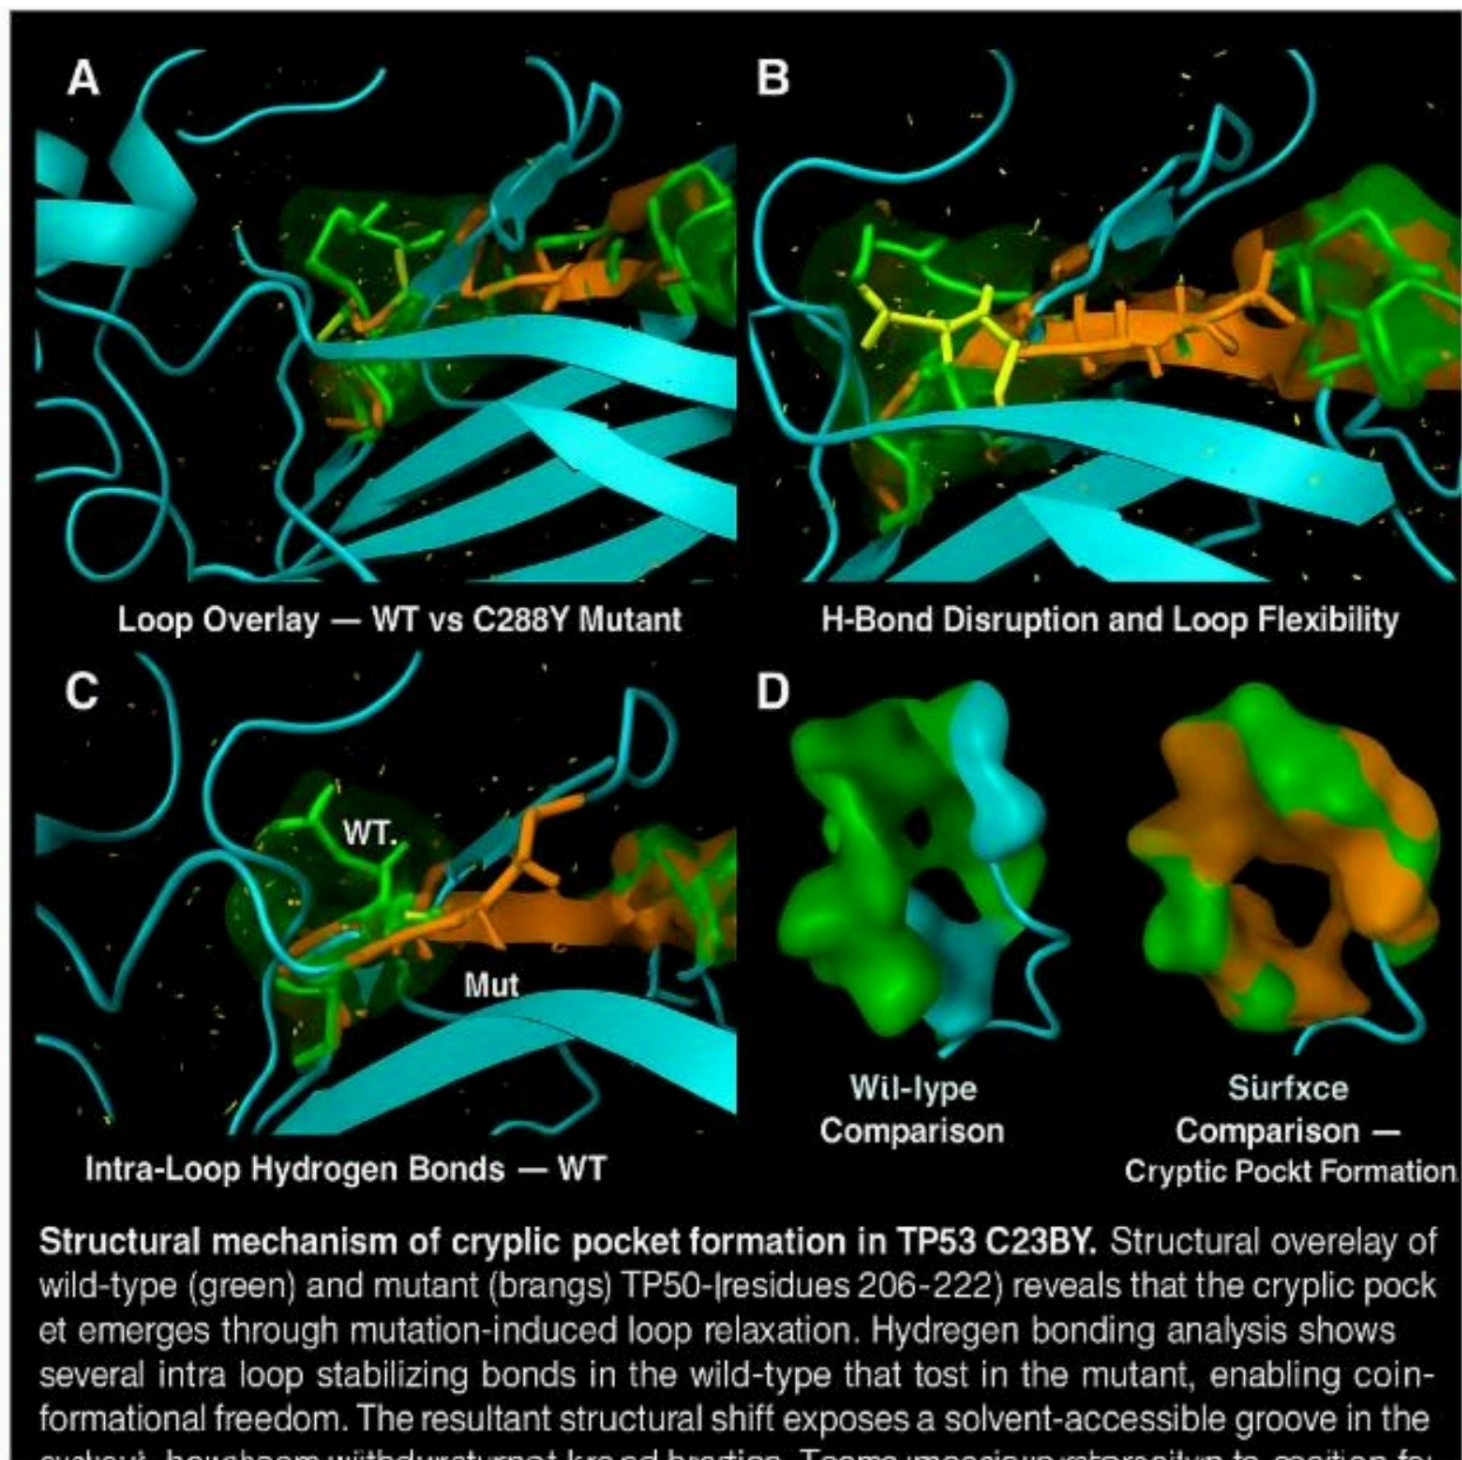 A
B
Loop Overlay — WT vs C288Y Mutant
H-Bond Disruption and Loop Flexibility
C
D
WT.
Mut
Intra-Loop Hydrogen Bonds — WT
Wil-lype
Comparison
Surfxce
Comparison —
Cryptic Pockt Formation
Structural mechanism of cryplic pocket formation in TP53 C23BY. Structural overelay of
wild-type (green) and mutant (brangs) TP50-(residues 206-222) reveals that the cryplic pock
et emerges through mutation-induced loop relaxation. Hydregen bonding analysis shows
several intra loop stabilizing bonds in the wild-type that tost in the mutant, enabling coin-
formational freedom. The resultant structural shift exposes a solvent-accessible groove in the